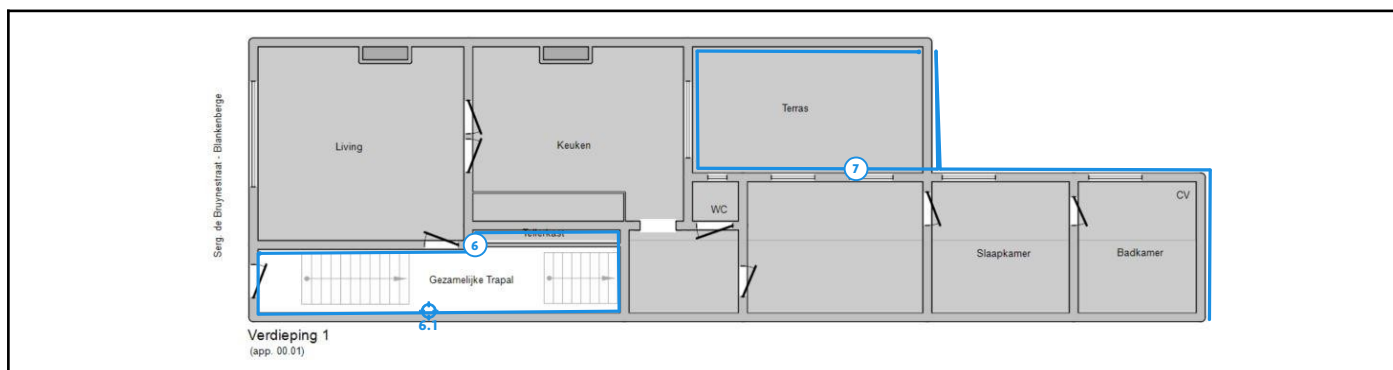 Serg. de Bruynestraat - Blankenberge
Living
Keuken
Terras
7
WC
CV
Tellerkast
6
Gezamelijke Trapal
Slaapkamer
Badkamer
6.1
Verdieping 1
(app. 00.01)